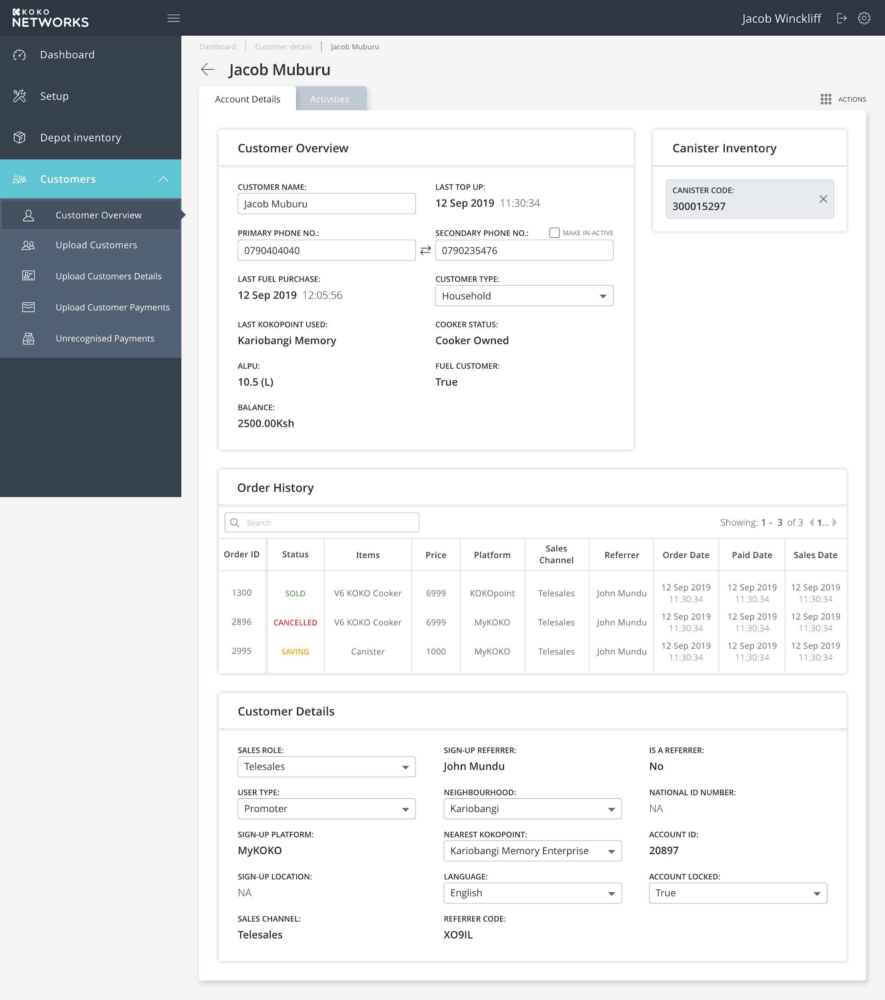 KOKO
NETWORKS
Jacob Winckliff
Dashboard
Setup
Depot inventory
Customers
Customer Overview
Upload Customers
Upload Customers Details
Upload Customer Payments
Unrecognised Payments
Dashboard | Customer details | Jacob Muburu
Jacob Muburu
Account Details Activities
ACTIONS
Customer Overview
CUSTOMER NAME: LAST TOP UP:
Jacob Muburu 12 Sep 2019 11:30:34
PRIMARY PHONE NO.: SECONDARY PHONE NO.: MAKE IN-ACTIVE
0790404040 0790235476
LAST FUEL PURCHASE: CUSTOMER TYPE:
12 Sep 2019 12:05:56 Household
LAST KOKOPOINT USED: COOKER STATUS:
Kariobangi Memory Cooker Owned
ALPU: FUEL CUSTOMER:
10.5 (L) True
BALANCE:
2500.00Ksh
Canister Inventory
CANISTER CODE:
300015297
Order History
Search
Showing: 1 - 3 of 3 1...
Order ID Status Items Price Platform Sales Channel Referrer Order Date Paid Date Sales Date
1300 SOLD V6 KOKO Cooker 6999 KOKOpoint Telesales John Mundu 12 Sep 2019 11:30:34 12 Sep 2019 11:30:34 12 Sep 2019 11:30:34
2896 CANCELLED V6 KOKO Cooker 6999 MyKOKO Telesales John Mundu 12 Sep 2019 11:30:34 12 Sep 2019 11:30:34 12 Sep 2019 11:30:34
2995 SAVING Canister 1000 MyKOKO Telesales John Mundu 12 Sep 2019 11:30:34 12 Sep 2019 11:30:34 12 Sep 2019 11:30:34
Customer Details
SALES ROLE: SIGN-UP REFERRER: IS A REFERRER:
Telesales John Mundu No
USER TYPE: NEIGHBOURHOOD: NATIONAL ID NUMBER:
Promoter Kariobangi NA
SIGN-UP PLATFORM: NEAREST KOKOPOINT: ACCOUNT ID:
MyKOKO Kariobangi Memory Enterprise 20897
SIGN-UP LOCATION: LANGUAGE: ACCOUNT LOCKED:
NA English True
SALES CHANNEL: REFERRER CODE:
Telesales XO9IL